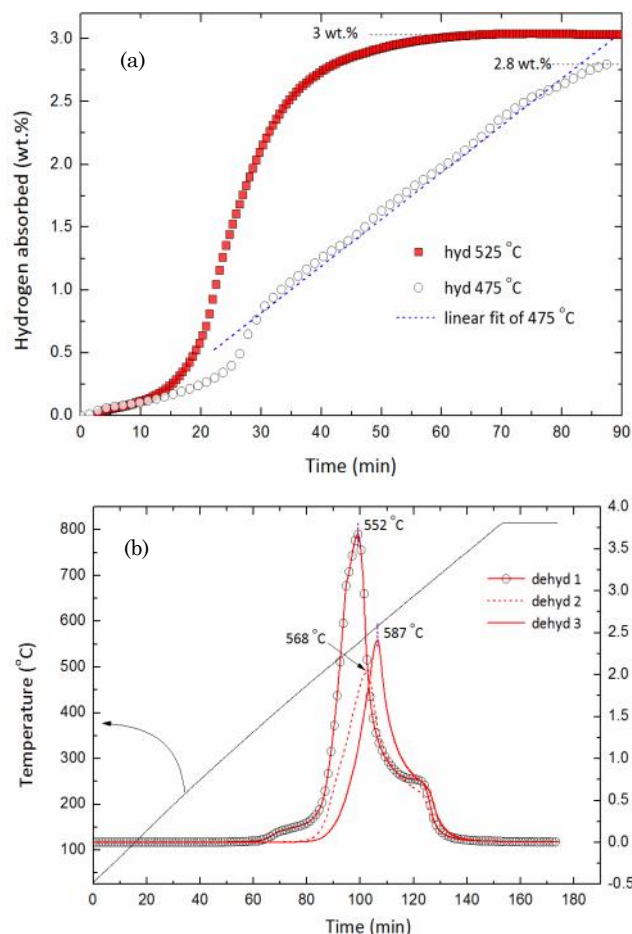 (a)
3 wt.%
2.8 wt.%
hyd 525 °C
hyd 475 °C
linear fit of 475 °C
Hydrogen absorbed (wt.%)
3.0
2.5
2.0
1.5
1.0
0.5
0.0
0 10 20 30 40 50 60 70 80 90
Time (min)
(b)
552 °C
568 °C
587 °C
dehyd 1
dehyd 2
dehyd 3
Temperature (°C)
800
700
600
500
400
300
200
100
4.0
3.5
3.0
2.5
2.0
1.5
1.0
0.5
0.0
-0.5
0 20 40 60 80 100 120 140 160 180
Time (min)